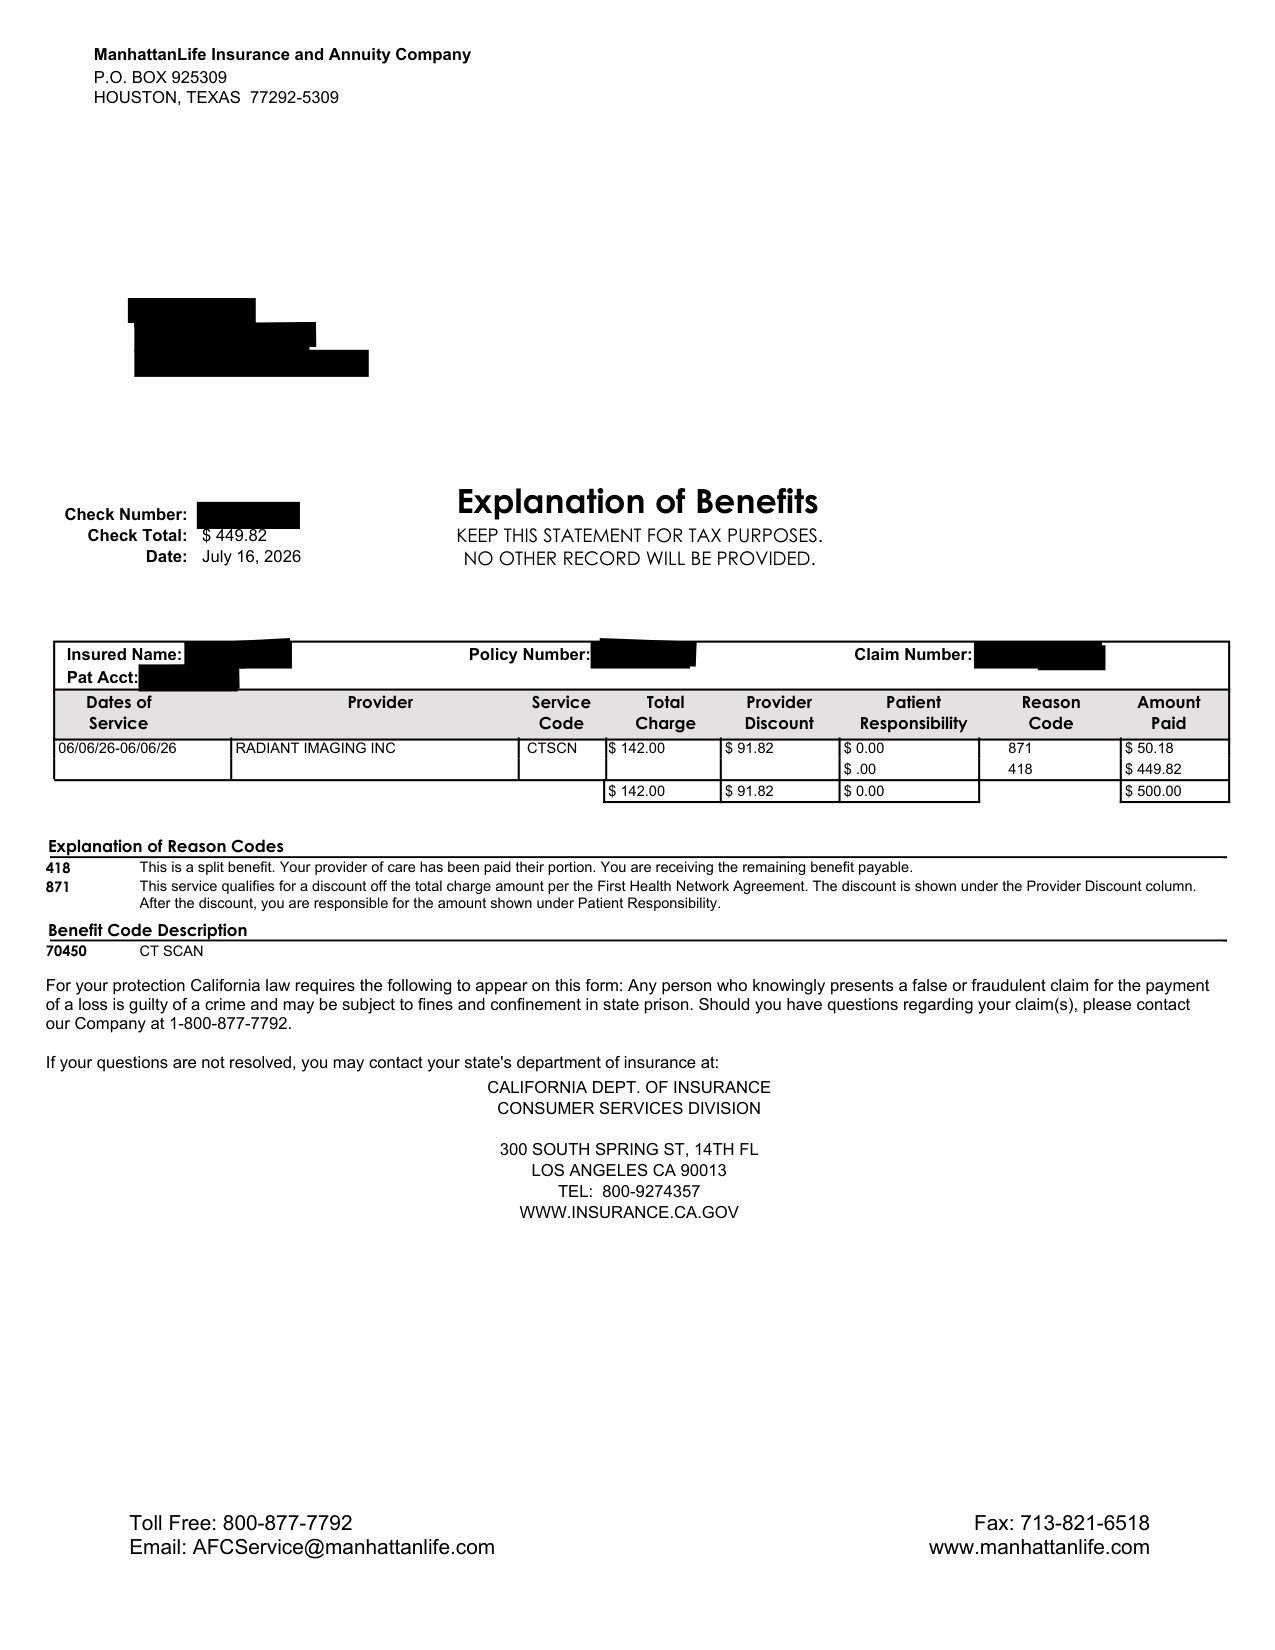 ManhattanLife Insurance and Annuity Company
P.O. BOX 925309
HOUSTON, TEXAS  77292-5309
Explanation of Benefits
KEEP THIS STATEMENT FOR TAX PURPOSES.
NO OTHER RECORD WILL BE PROVIDED.
Check Number:
Check Total: $ 449.82
Date: July 16, 2026
Insured Name: Policy Number: Claim Number:
Pat Acct:
Dates of Service Provider Service Code Total Charge Provider Discount Patient Responsibility Reason Code Amount Paid
06/06/26-06/06/26 RADIANT IMAGING INC CTSCN $ 142.00 $ 91.82 $ 0.00 871 $ 50.18
$ .00 418 $ 449.82
$ 142.00 $ 91.82 $ 0.00 $ 500.00
Explanation of Reason Codes
418 This is a split benefit. Your provider of care has been paid their portion. You are receiving the remaining benefit payable.
871 This service qualifies for a discount off the total charge amount per the First Health Network Agreement. The discount is shown under the Provider Discount column.
After the discount, you are responsible for the amount shown under Patient Responsibility.
Benefit Code Description
70450 CT SCAN
For your protection California law requires the following to appear on this form: Any person who knowingly presents a false or fraudulent claim for the payment
of a loss is guilty of a crime and may be subject to fines and confinement in state prison. Should you have questions regarding your claim(s), please contact
our Company at 1-800-877-7792.
If your questions are not resolved, you may contact your state's department of insurance at:
CALIFORNIA DEPT. OF INSURANCE
CONSUMER SERVICES DIVISION
300 SOUTH SPRING ST, 14TH FL
LOS ANGELES CA 90013
TEL:  800-9274357
WWW.INSURANCE.CA.GOV
Toll Free: 800-877-7792 Fax: 713-821-6518
Email: AFCService@manhattanlife.com www.manhattanlife.com